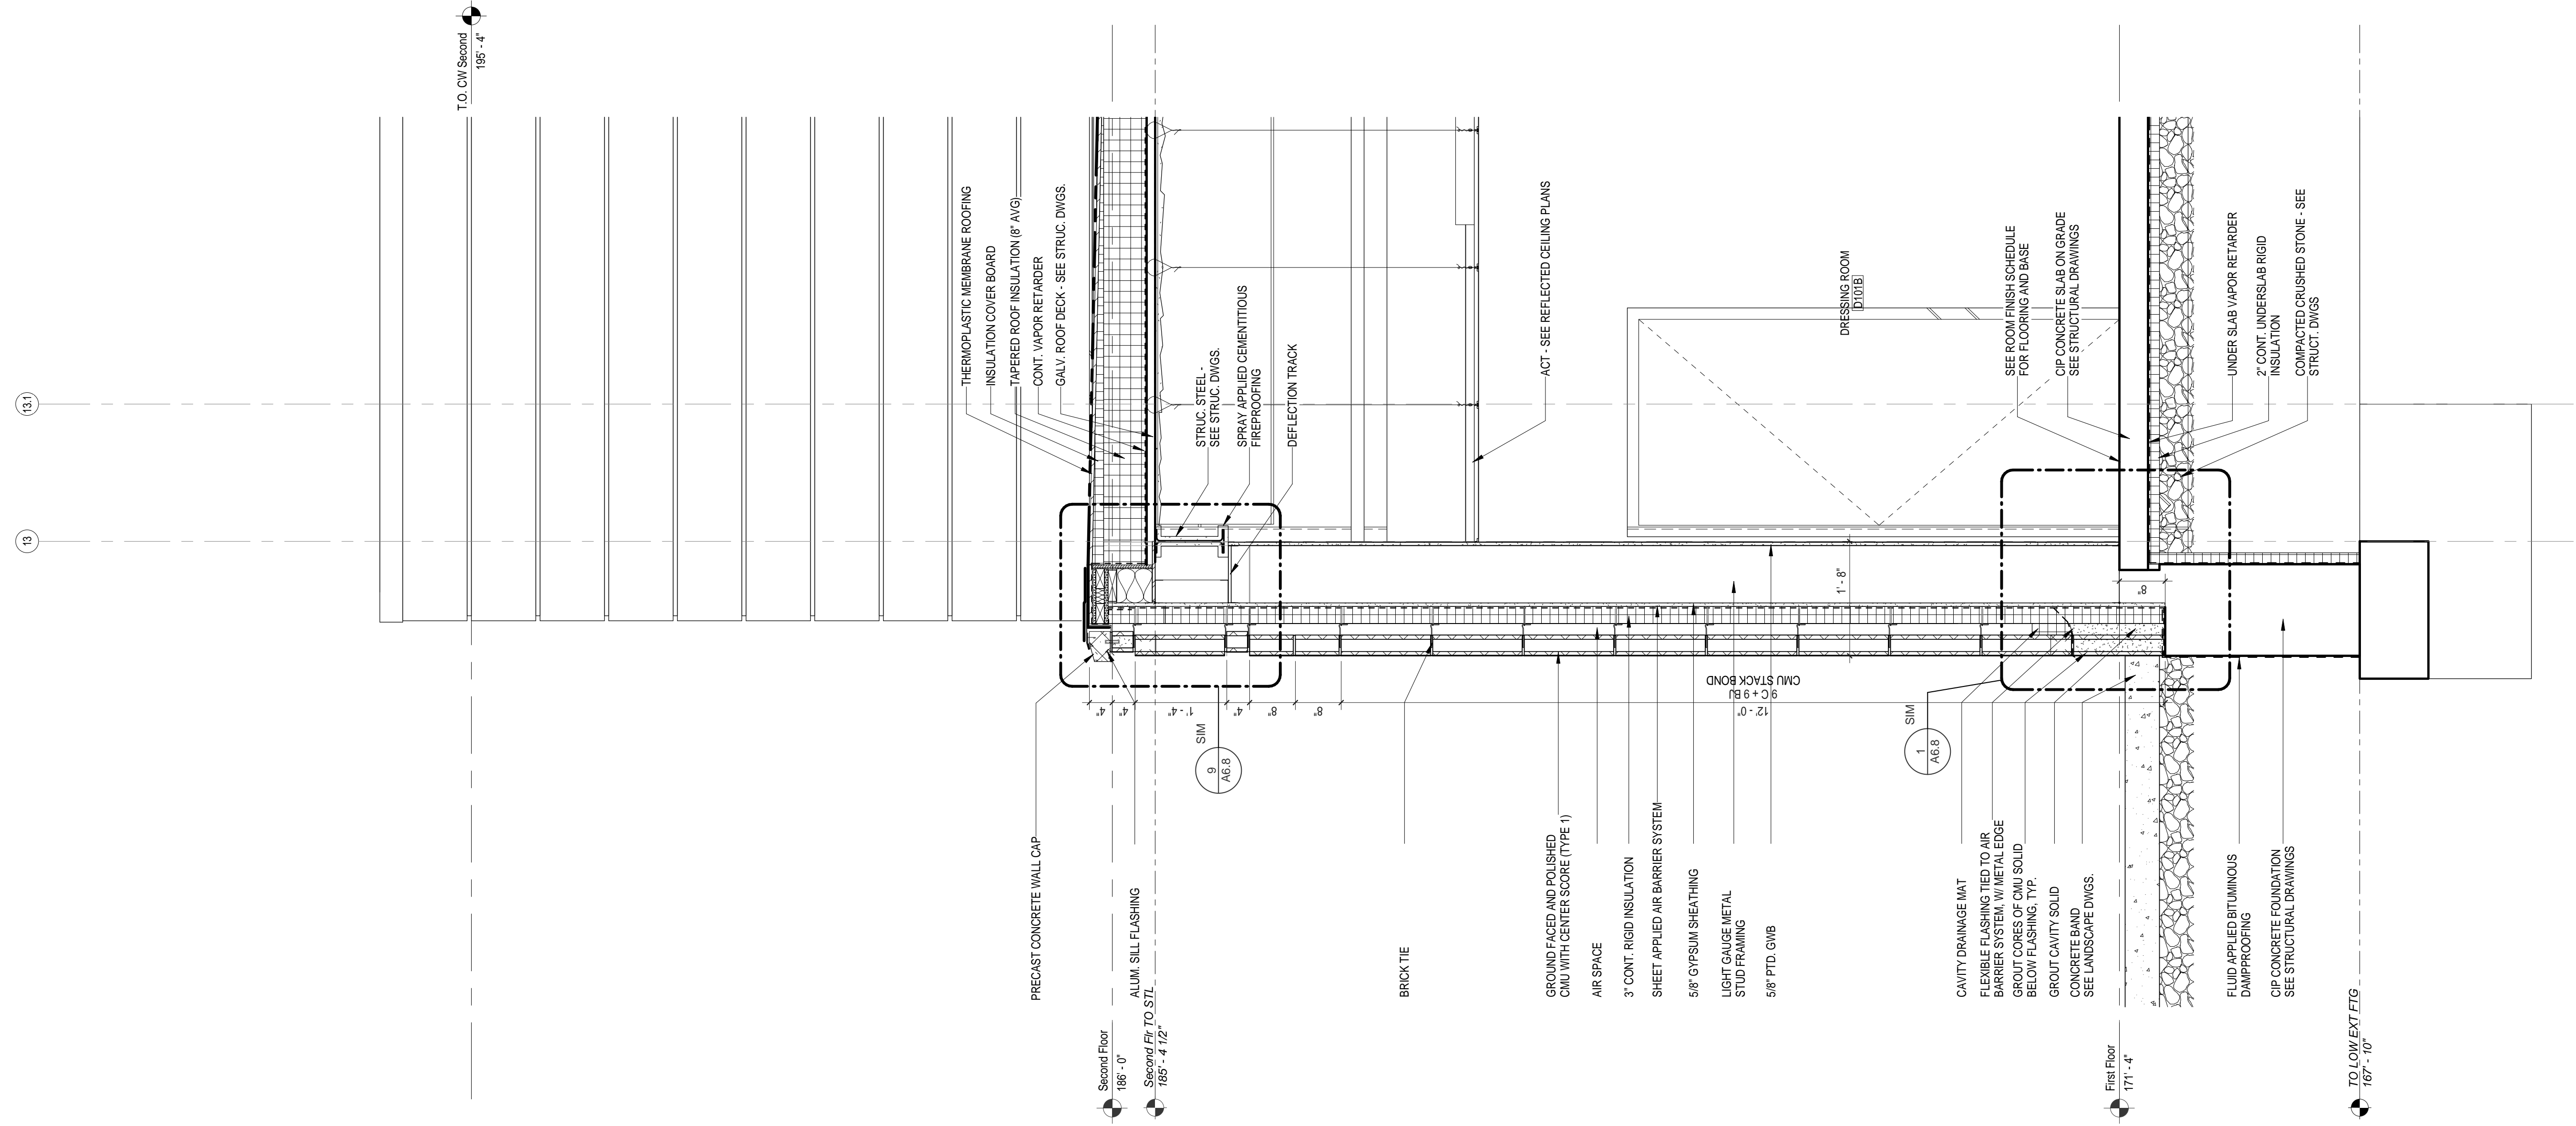 13.1
13
T.O. CW Second
195' - 4"
THERMOPLASTIC MEMBRANE ROOFING
INSULATION COVER BOARD
TAPERED ROOF INSULATION (8" AVG)
CONT. VAPOR RETARDER
GALV. ROOF DECK - SEE STRUC. DWGS.
STRUC. STEEL -
SEE STRUC. DWGS.
SPRAY APPLIED CEMENTITIOUS
FIREPROOFING
DEFLECTION TRACK
ACT - SEE REFLECTED CEILING PLANS
DRESSING ROOM
D101B
SEE ROOM FINISH SCHEDULE
FOR FLOORING AND BASE
CIP CONCRETE SLAB ON GRADE
SEE STRUCTURAL DRAWINGS
UNDER SLAB VAPOR RETARDER
2" CONT. UNDERSLAB RIGID
INSULATION
COMPACTED CRUSHED STONE - SEE
STRUCT. DWGS
1' - 8"
8"
4"
4"
1' - 4"
4"
8"
8"
12' - 0"
9 C + 9 BJ
CMU STACK BOND
SIM
9
A6.8
SIM
1
A6.8
PRECAST CONCRETE WALL CAP
ALUM. SILL FLASHING
BRICK TIE
GROUND FACED AND POLISHED
CMU WITH CENTER SCORE (TYPE 1)
AIR SPACE
3" CONT. RIGID INSULATION
SHEET APPLIED AIR BARRIER SYSTEM
5/8" GYPSUM SHEATHING
LIGHT GAUGE METAL
STUD FRAMING
5/8" PTD. GWB
CAVITY DRAINAGE MAT
FLEXIBLE FLASHING TIED TO AIR
BARRIER SYSTEM, W/ METAL EDGE
GROUT CORES OF CMU SOLID
BELOW FLASHING, TYP.
GROUT CAVITY SOLID
CONCRETE BAND
SEE LANDSCAPE DWGS.
FLUID APPLIED BITUMINOUS
DAMPPROOFING
CIP CONCRETE FOUNDATION
SEE STRUCTURAL DRAWINGS
Second Floor
186' - 0"
Second Flr TO STL
185' - 4 1/2"
First Floor
171' - 4"
TO LOW EXT FTG
167' - 10"